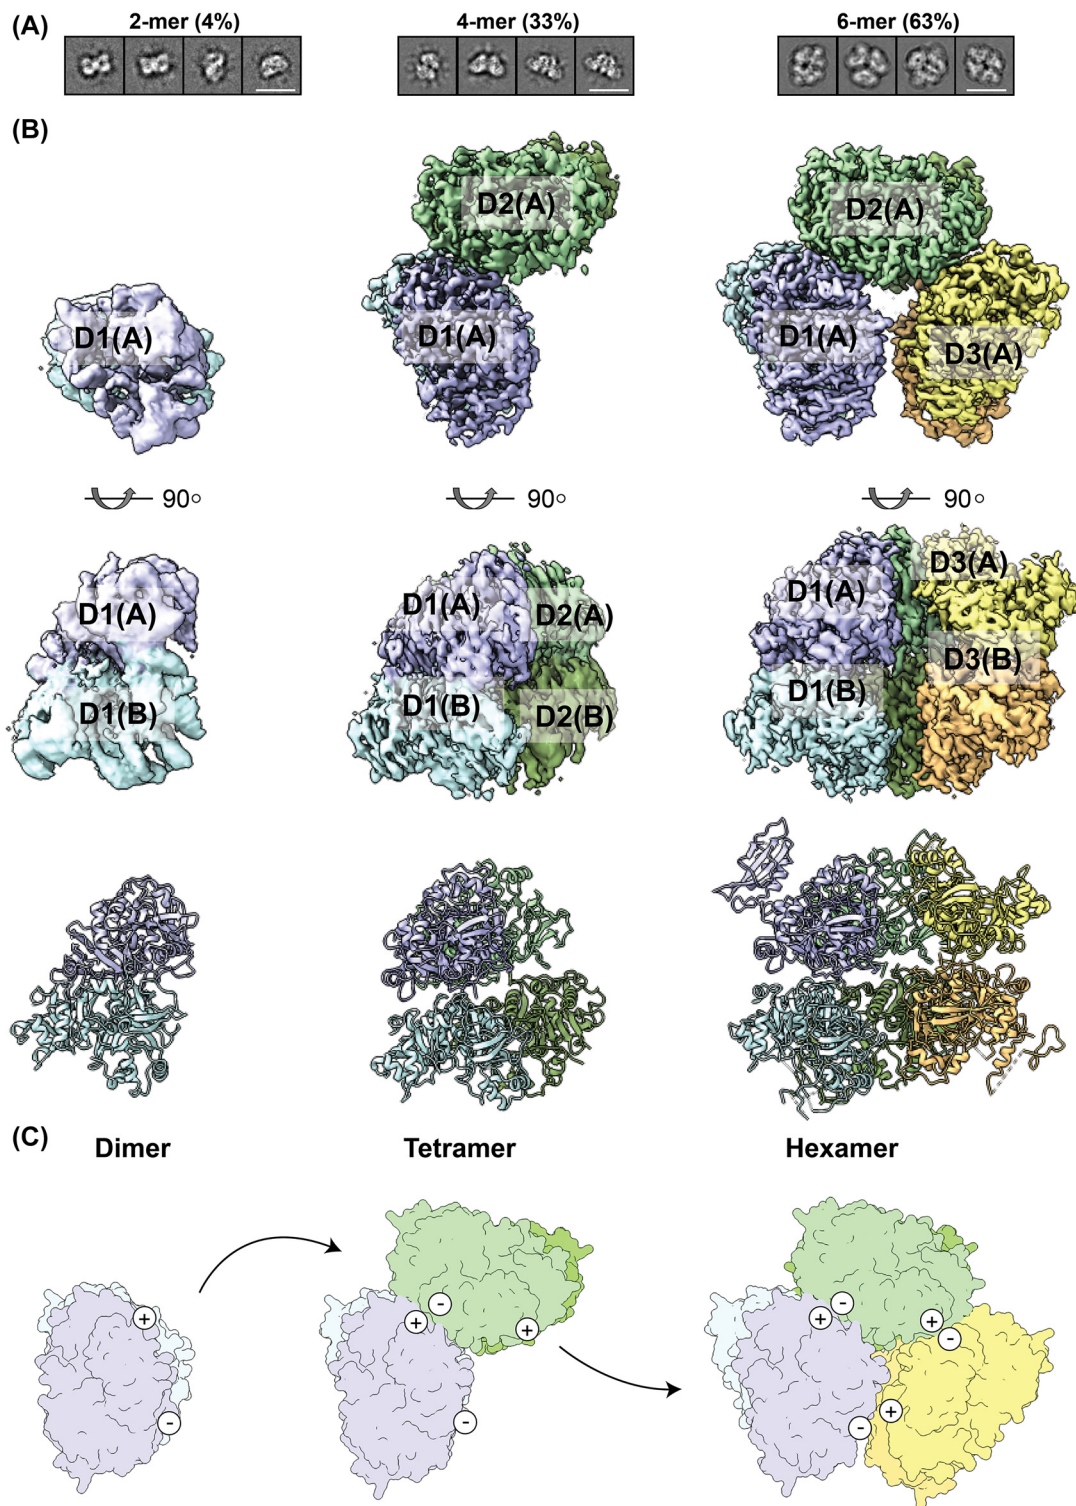 (A) 2-mer (4%) 4-mer (33%) 6-mer (63%)
(B)
D2(A) D2(A)
D1(A) D1(A) D1(A) D3(A)
90° 90° 90°
D1(A) D1(A) D2(A) D1(A) D3(A)
D3(B)
D1(B) D1(B) D2(B) D1(B)
(C) Dimer Tetramer Hexamer
+ + - + + - + -
- - - +